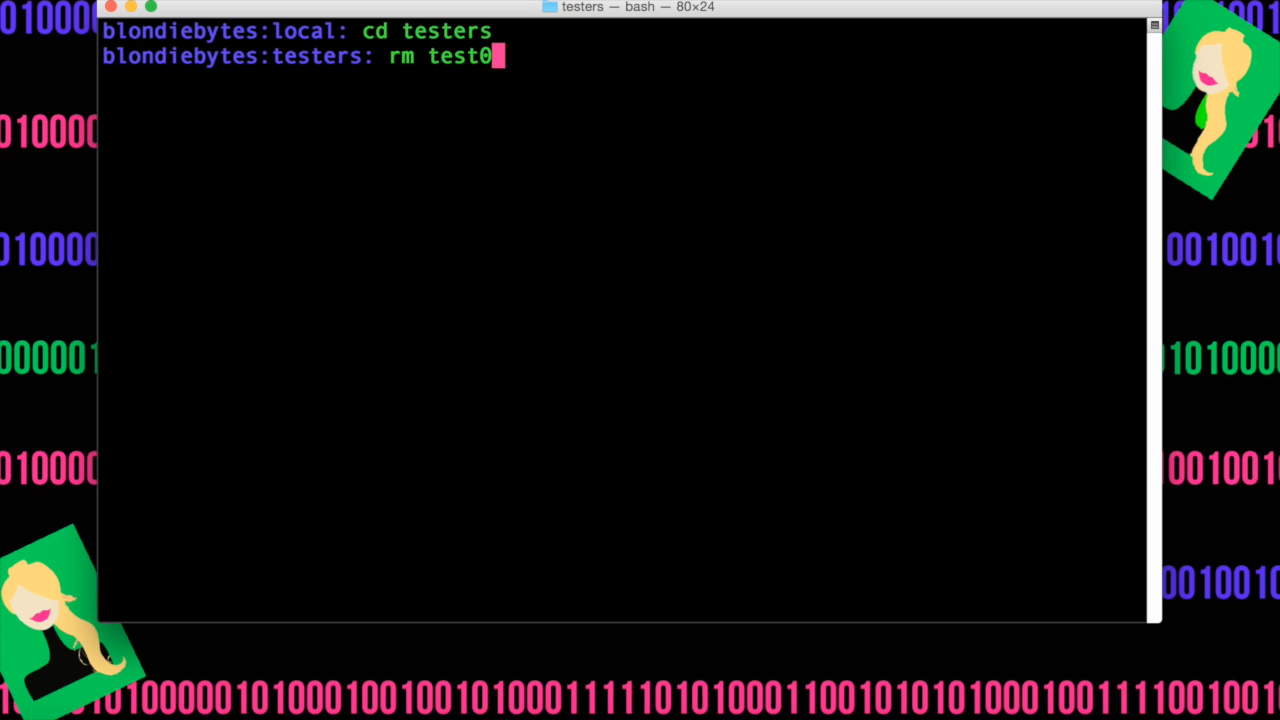 testers — bash — 80×24
blondiebytes:local: cd testers
blondiebytes:testers: rm test0